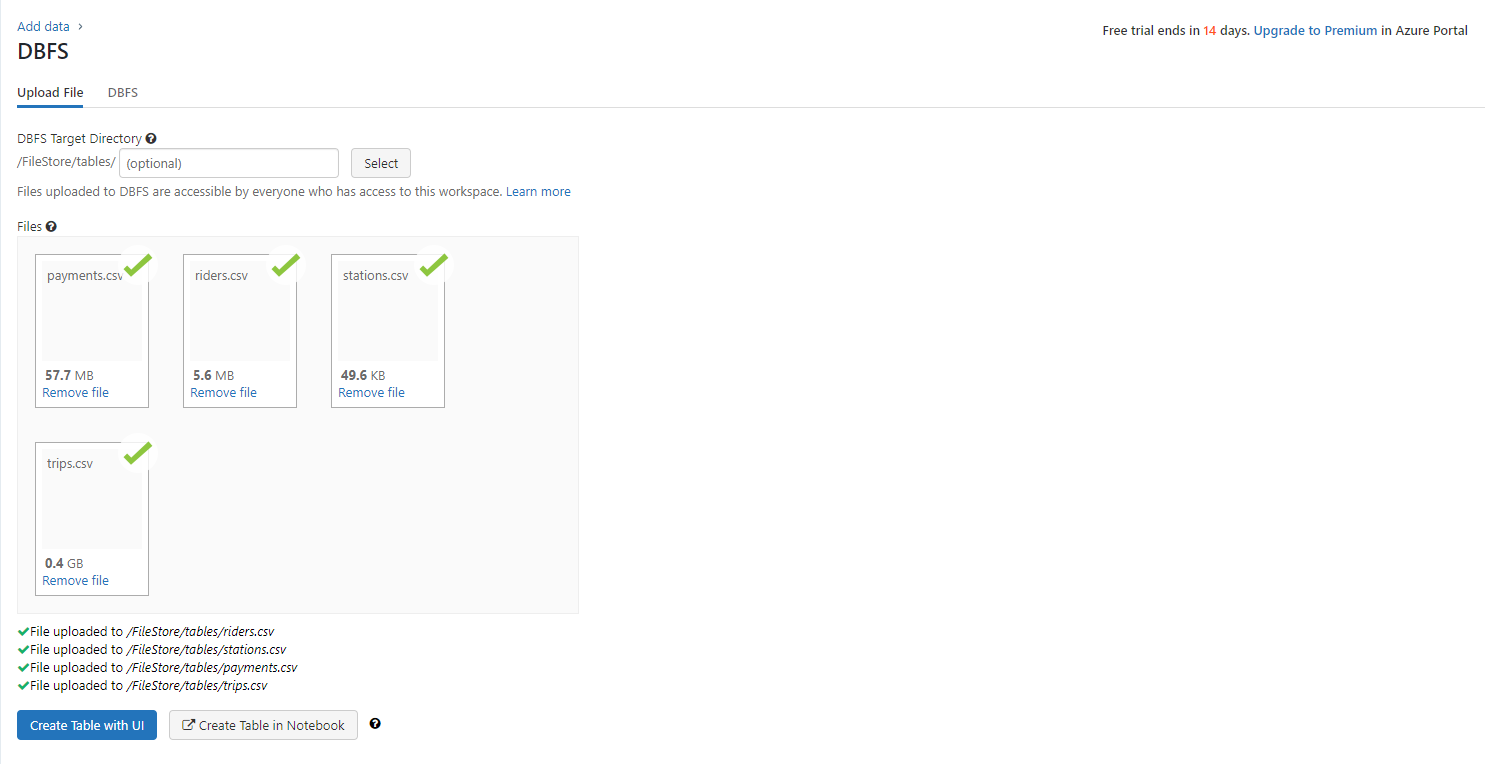 Add data ›
Free trial ends in 14 days. Upgrade to Premium in Azure Portal
DBFS
Upload File DBFS
DBFS Target Directory ?
/FileStore/tables/ (optional) Select
Files uploaded to DBFS are accessible by everyone who has access to this workspace. Learn more
Files ?
payments.csv riders.csv stations.csv
57.7 MB 5.6 MB 49.6 KB
Remove file Remove file Remove file
trips.csv
0.4 GB
Remove file
File uploaded to /FileStore/tables/riders.csv
File uploaded to /FileStore/tables/stations.csv
File uploaded to /FileStore/tables/payments.csv
File uploaded to /FileStore/tables/trips.csv
Create Table with UI Create Table in Notebook ?